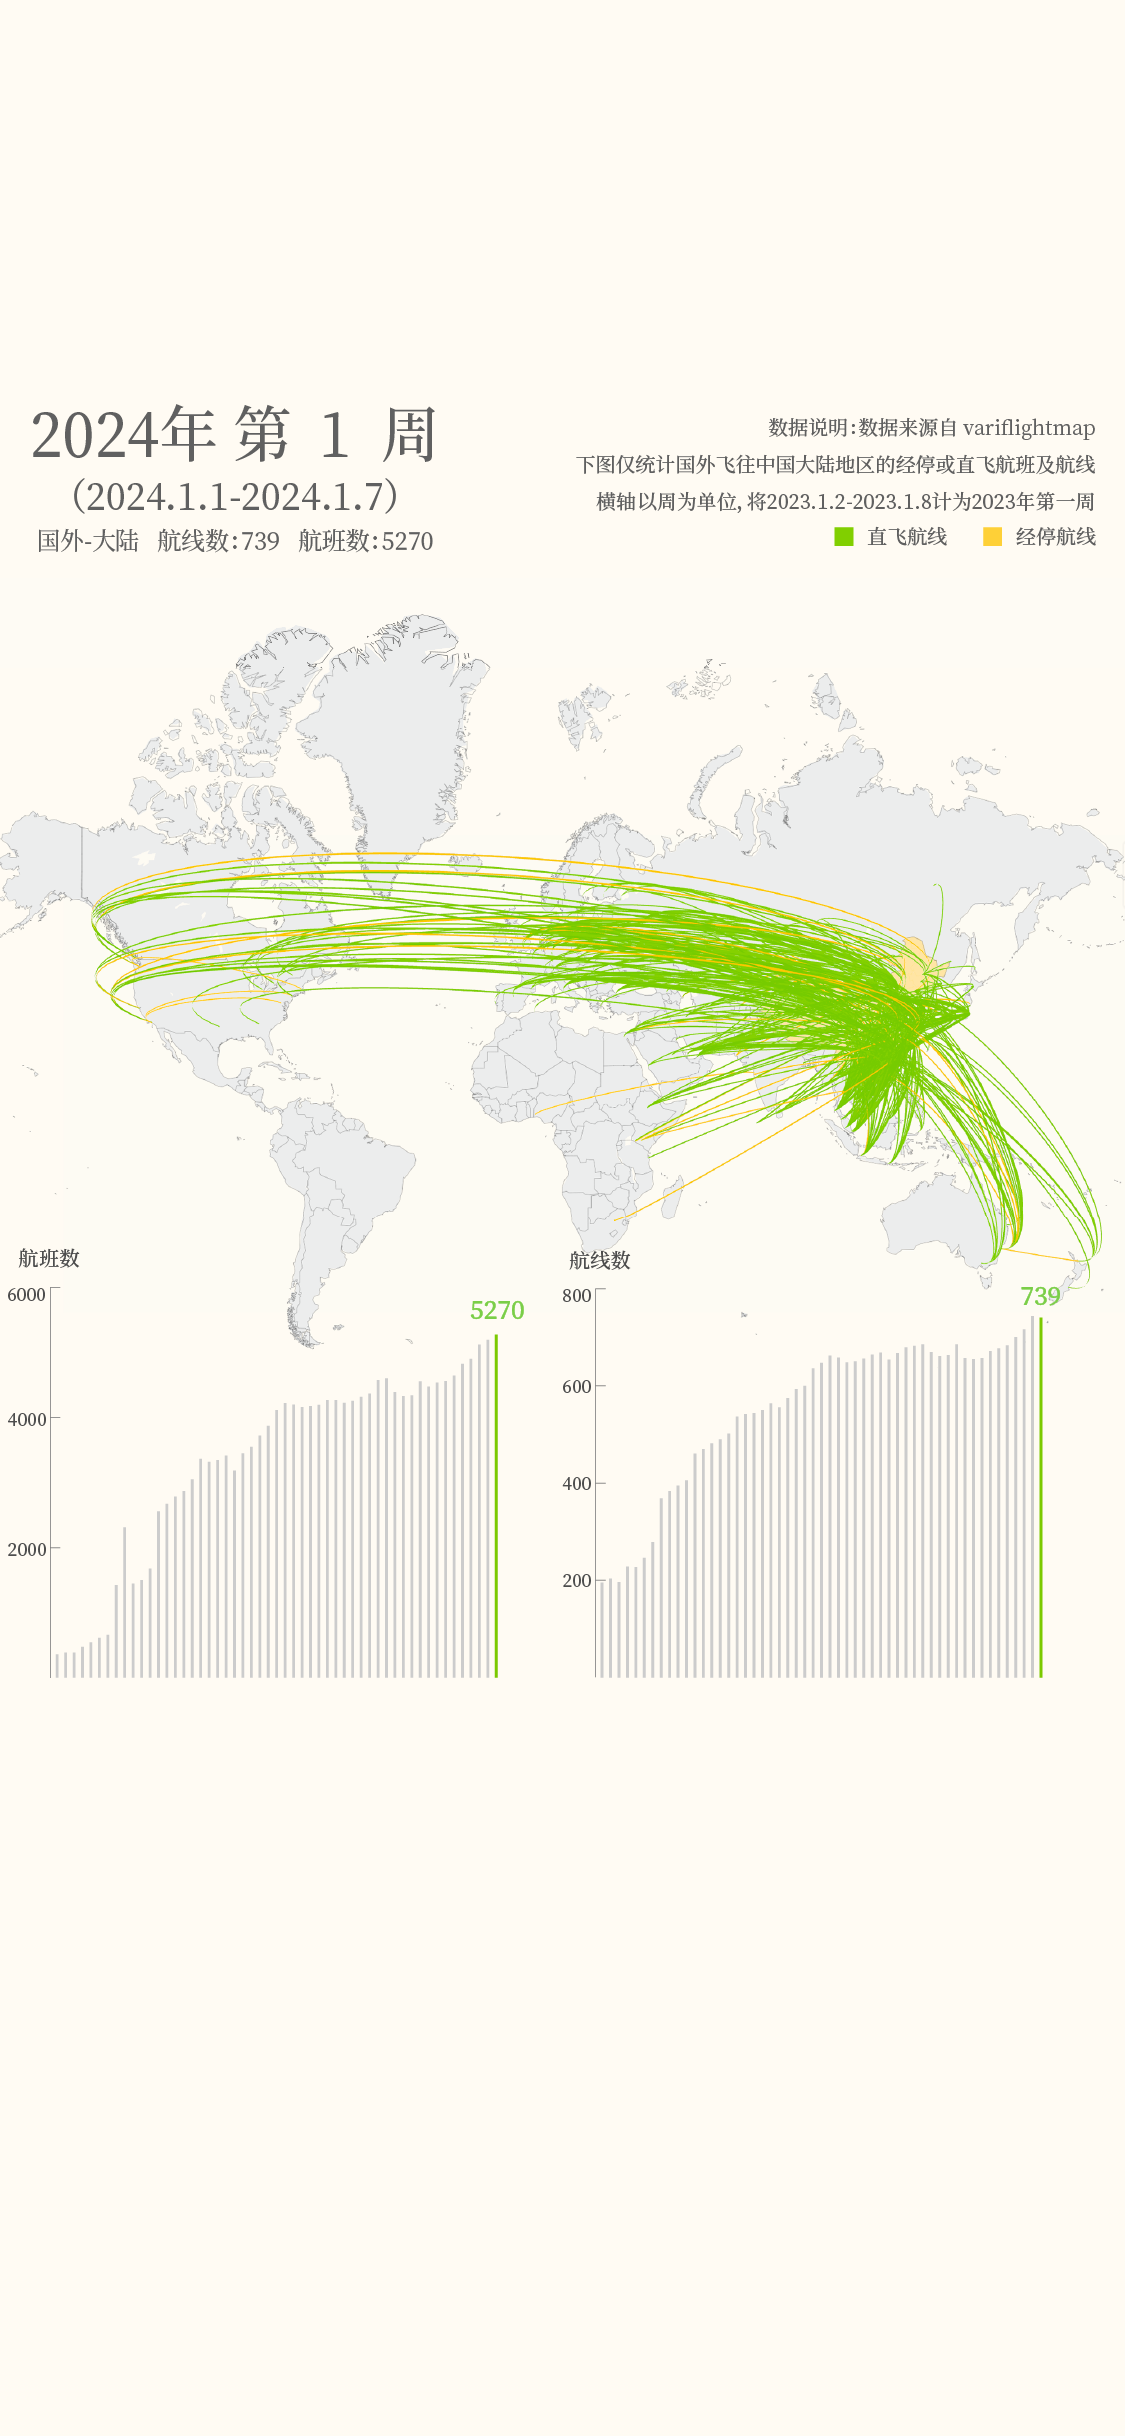 2024年 第 1 周
（2024.1.1-2024.1.7）
国外-大陆 航线数:739 航班数:5270
数据说明:数据来源自 variflightmap
下图仅统计国外飞往中国大陆地区的经停或直飞航班及航线
横轴以周为单位, 将2023.1.2-2023.1.8计为2023年第一周
直飞航线 经停航线
航班数
6000
4000
2000
5270
航线数
800
600
400
200
739